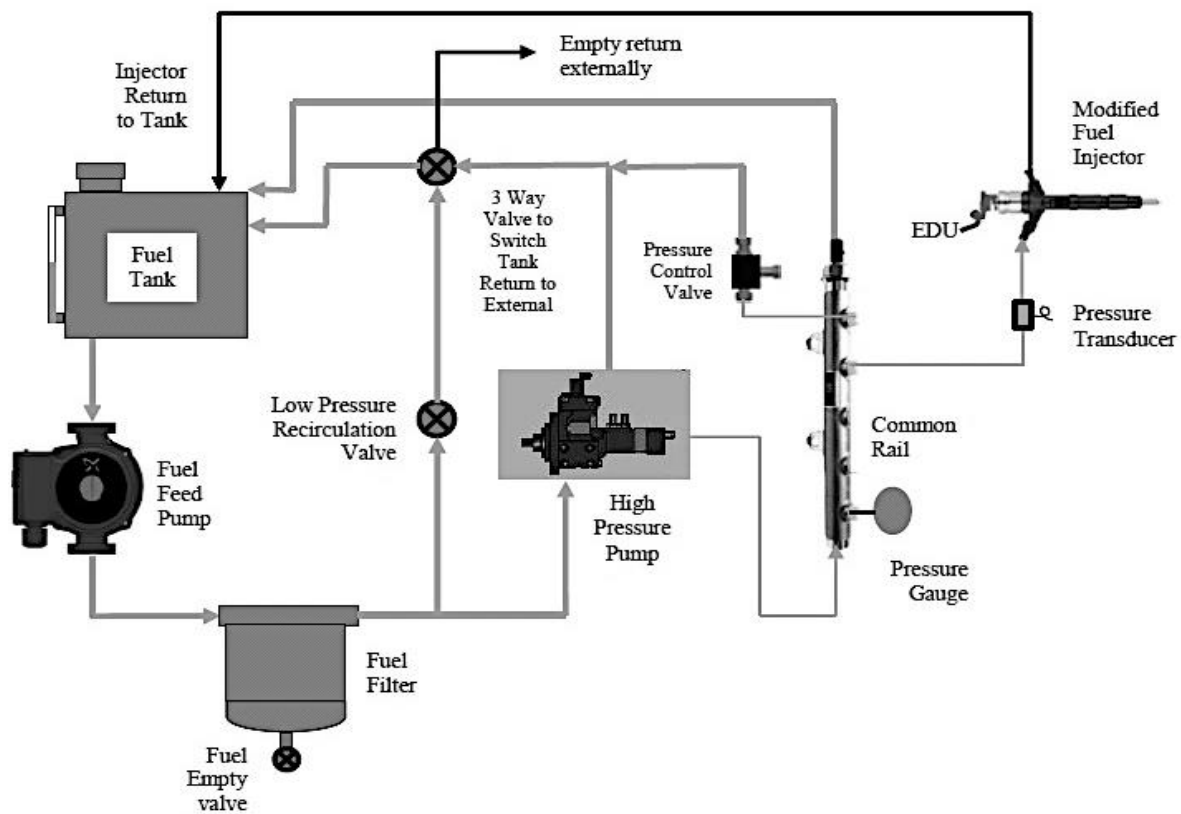 Empty return
externally
Injector
Return
to Tank
Modified
Fuel
Injector
3 Way
Valve to
Switch
Tank
Return to
External
EDU
Pressure
Control
Valve
Fuel
Tank
Pressure
Transducer
Low Pressure
Recirculation
Valve
Common
Rail
Fuel
Feed
Pump
High
Pressure
Pump
Pressure
Gauge
Fuel
Filter
Fuel
Empty
valve